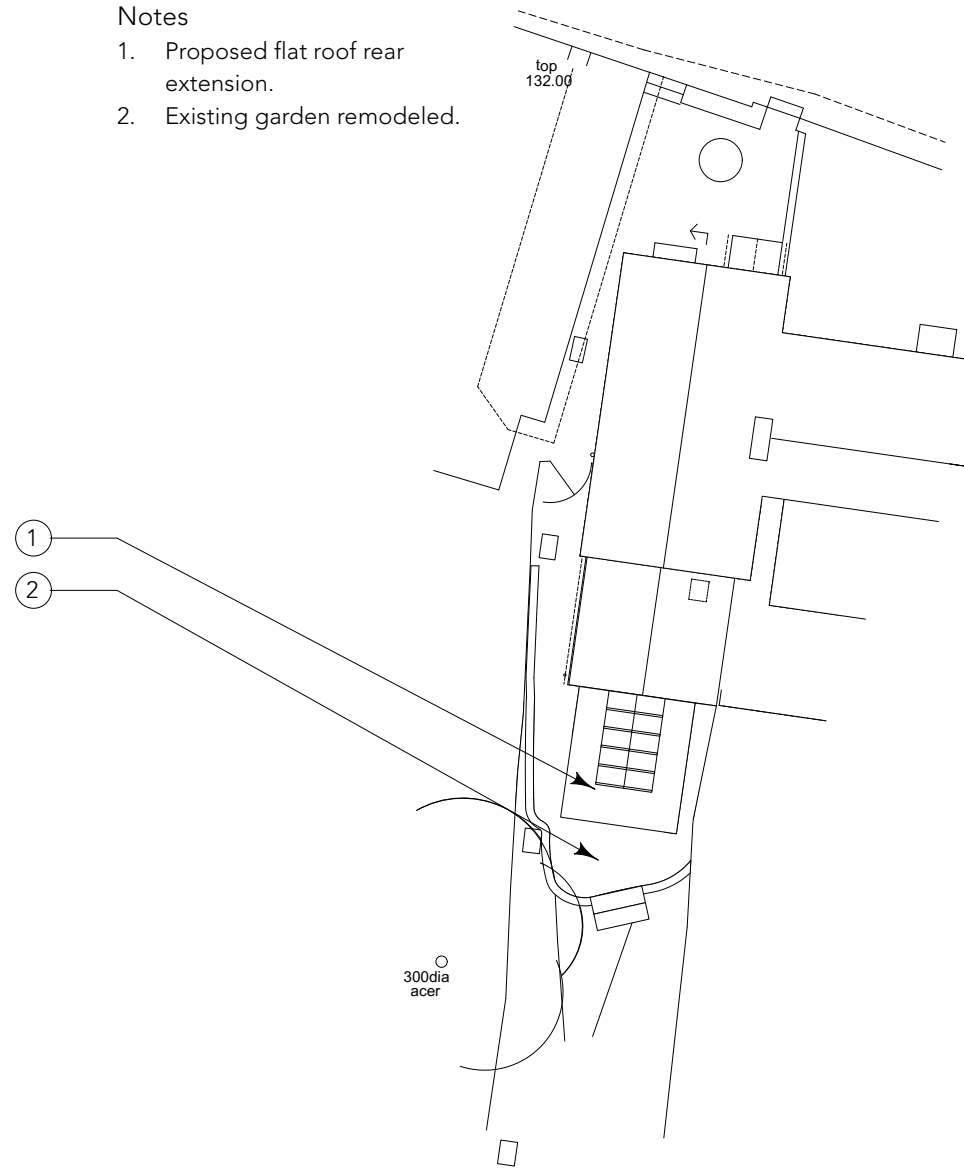 Notes
1. Proposed flat roof rear
extension.
2. Existing garden remodeled.
top
132.00
1
2
300dia
acer